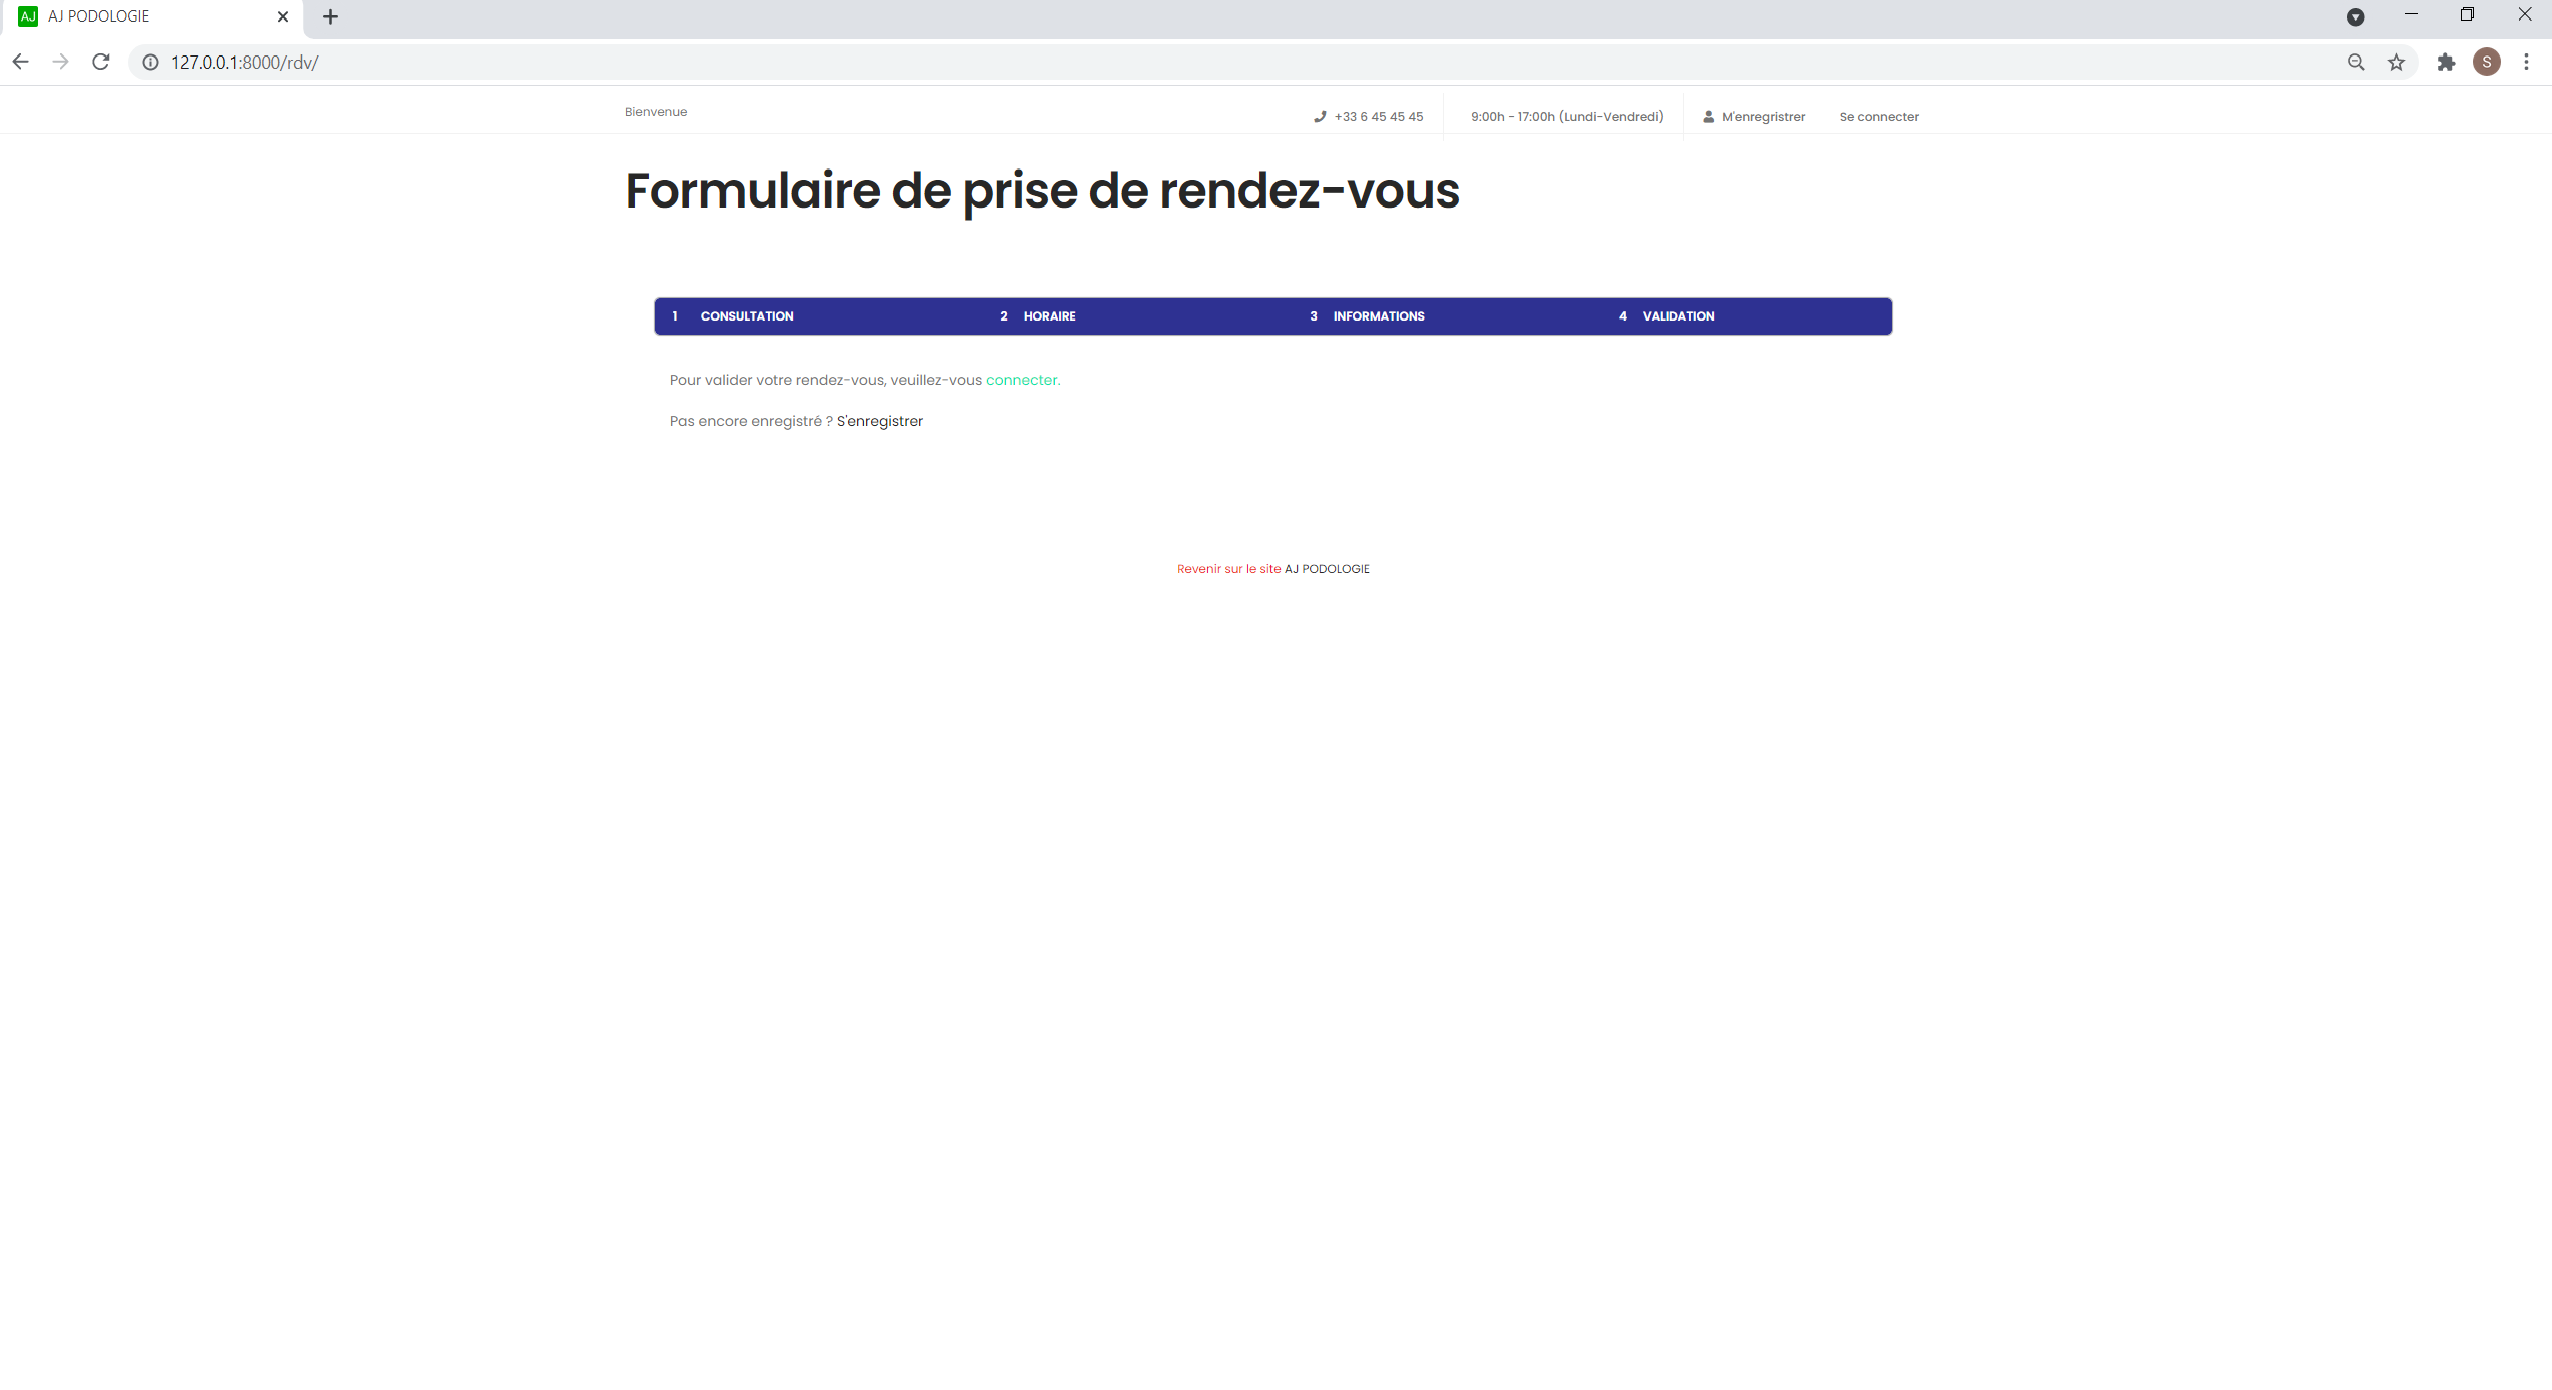 AJ AJ PODOLOGIE
127.0.0.1:8000/rdv/
S
Bienvenue
+33 6 45 45 45
9:00h - 17:00h (Lundi-Vendredi)
M'enregristrer
Se connecter
Formulaire de prise de rendez-vous
1 CONSULTATION 2 HORAIRE 3 INFORMATIONS 4 VALIDATION
Pour valider votre rendez-vous, veuillez-vous connecter.
Pas encore enregistré ? S'enregistrer
Revenir sur le site AJ PODOLOGIE